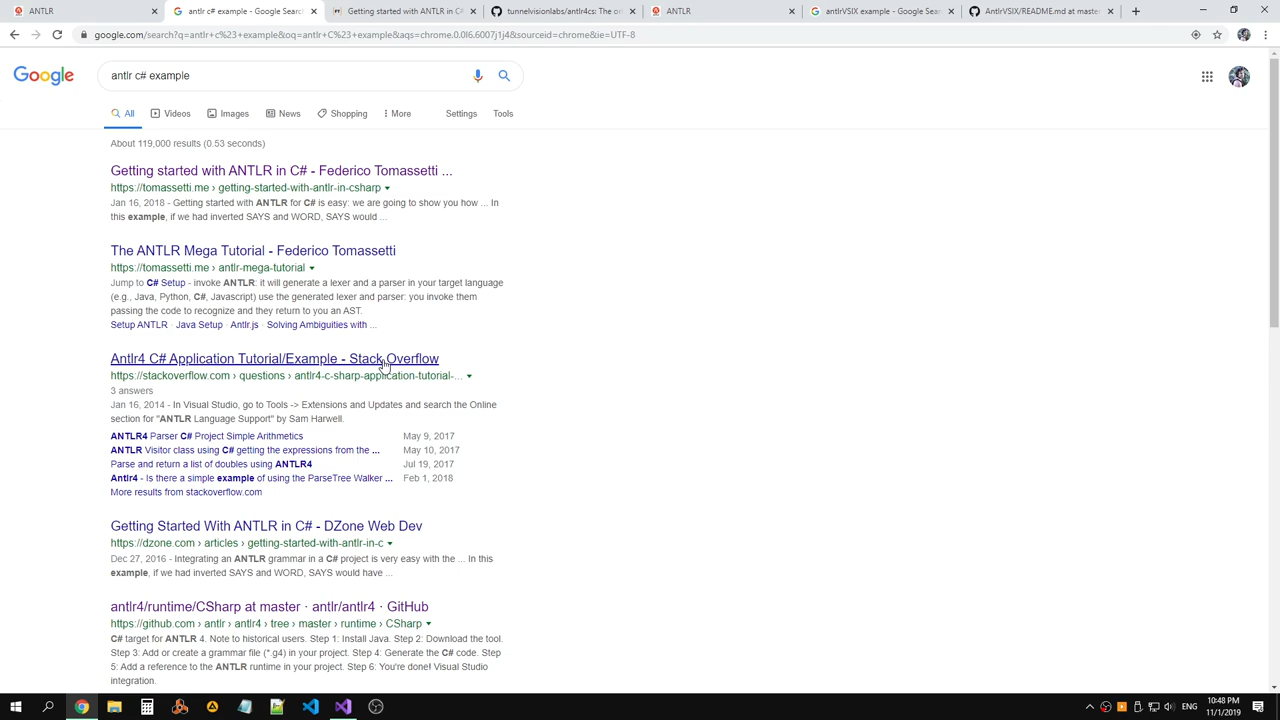 ANTLR
antlr c# example - Google Search
Getting started with ANTLR in C#
tunnelvisionlabs/antlr4cs: The or
ANTLR
antlrVSIX example - Google Searc
AntlrVSIX/README.md at master
google.com/search?q=antlr+c%23+example&oq=antlr+C%23+example&aqs=chrome.0.0l6.6007j1j4&sourceid=chrome&ie=UTF-8
Google
antlr c# example
All
Videos
Images
News
Shopping
More
Settings
Tools
About 119,000 results (0.53 seconds)
Getting started with ANTLR in C# - Federico Tomassetti ...
https://tomassetti.me › getting-started-with-antlr-in-csharp
Jan 16, 2018 - Getting started with ANTLR for C# is easy: we are going to show you how ... In
this example, if we had inverted SAYS and WORD, SAYS would ...
The ANTLR Mega Tutorial - Federico Tomassetti
https://tomassetti.me › antlr-mega-tutorial
Jump to C# Setup - invoke ANTLR: it will generate a lexer and a parser in your target language
(e.g., Java, Python, C#, Javascript) use the generated lexer and parser: you invoke them
passing the code to recognize and they return to you an AST.
Setup ANTLR · Java Setup · Antlr.js · Solving Ambiguities with ...
Antlr4 C# Application Tutorial/Example - Stack Overflow
https://stackoverflow.com › questions › antlr4-c-sharp-application-tutorial-...
3 answers
Jan 16, 2014 - In Visual Studio, go to Tools -> Extensions and Updates and search the Online
section for "ANTLR Language Support" by Sam Harwell.
ANTLR4 Parser C# Project Simple Arithmetics May 9, 2017
ANTLR Visitor class using C# getting the expressions from the ... May 10, 2017
Parse and return a list of doubles using ANTLR4 Jul 19, 2017
Antlr4 - Is there a simple example of using the ParseTree Walker ... Feb 1, 2018
More results from stackoverflow.com
Getting Started With ANTLR in C# - DZone Web Dev
https://dzone.com › articles › getting-started-with-antlr-in-c
Dec 27, 2016 - Integrating an ANTLR grammar in a C# project is very easy with the ... In this
example, if we had inverted SAYS and WORD, SAYS would have ...
antlr4/runtime/CSharp at master · antlr/antlr4 · GitHub
https://github.com › antlr › antlr4 › tree › master › runtime › CSharp
C# target for ANTLR 4. Note to historical users. Step 1: Install Java. Step 2: Download the tool.
Step 3: Add or create a grammar file (*.g4) in your project. Step 4: Generate the C# code. Step
5: Add a reference to the ANTLR runtime in your project. Step 6: You're done! Visual Studio
integration.
ENG
10:48 PM
11/1/2019